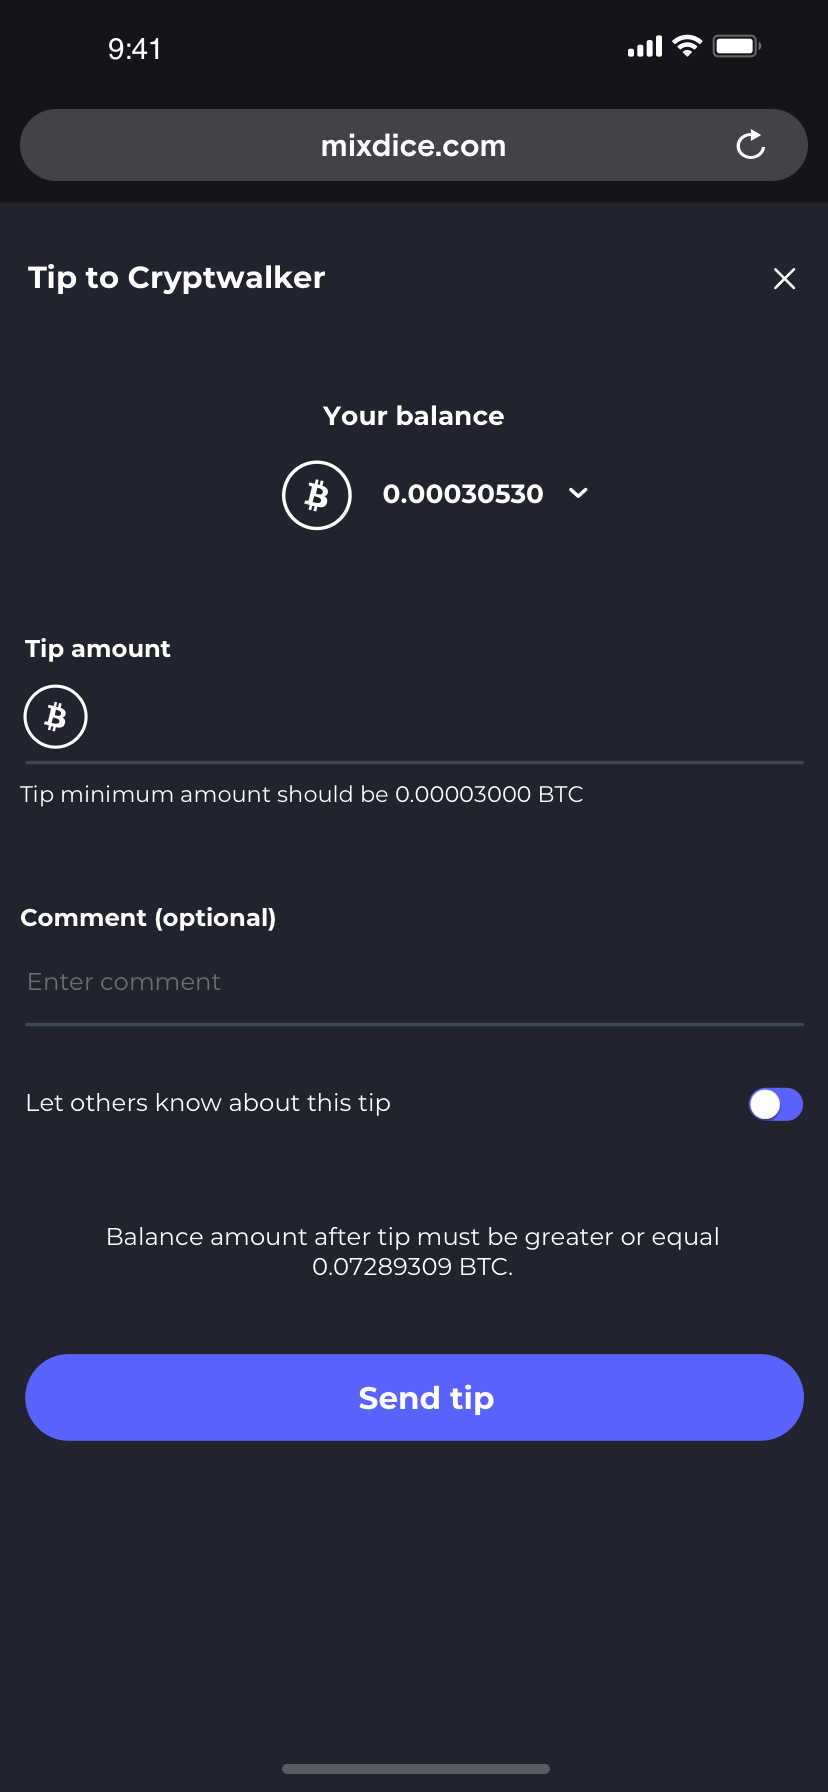 9:41
mixdice.com
Tip to Cryptwalker
Your balance
0.00030530
Tip amount
Tip minimum amount should be 0.00003000 BTC
Comment (optional)
Enter comment
Let others know about this tip
Balance amount after tip must be greater or equal
0.07289309 BTC.
Send tip